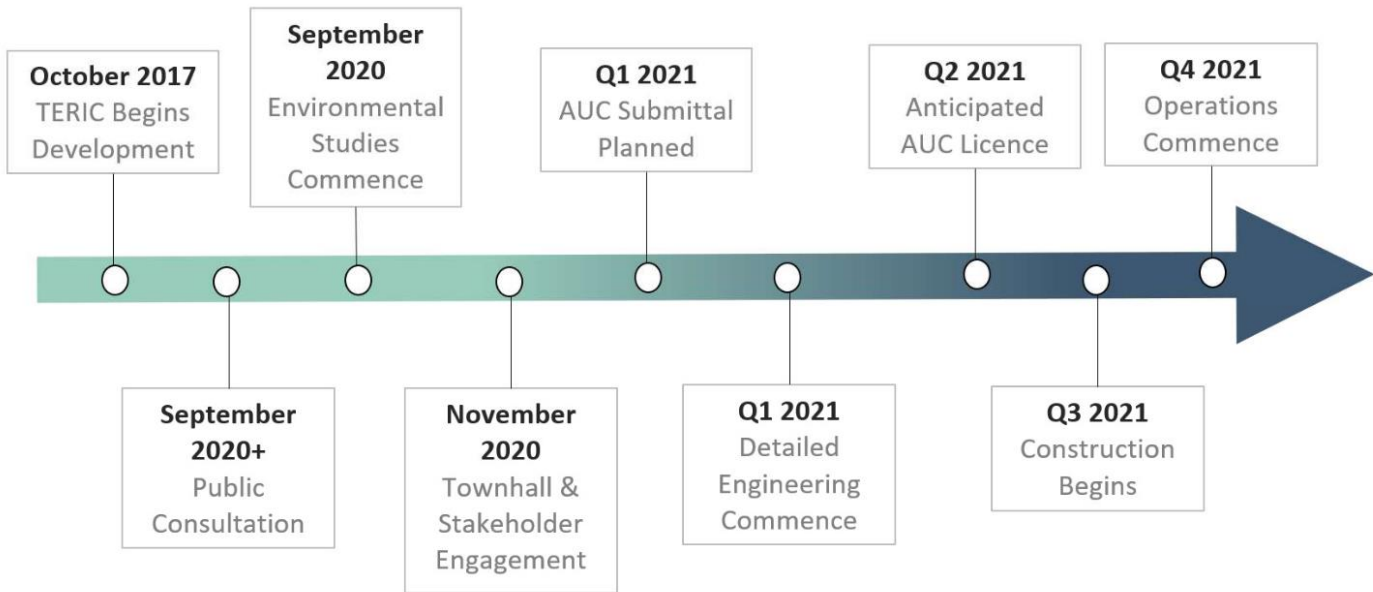 October 2017
TERIC Begins
Development
September
2020+
Public
Consultation
September
2020
Environmental
Studies
Commence
November
2020
Townhall &
Stakeholder
Engagement
Q1 2021
AUC Submittal
Planned
Q1 2021
Detailed
Engineering
Commence
Q2 2021
Anticipated
AUC Licence
Q3 2021
Construction
Begins
Q4 2021
Operations
Commence